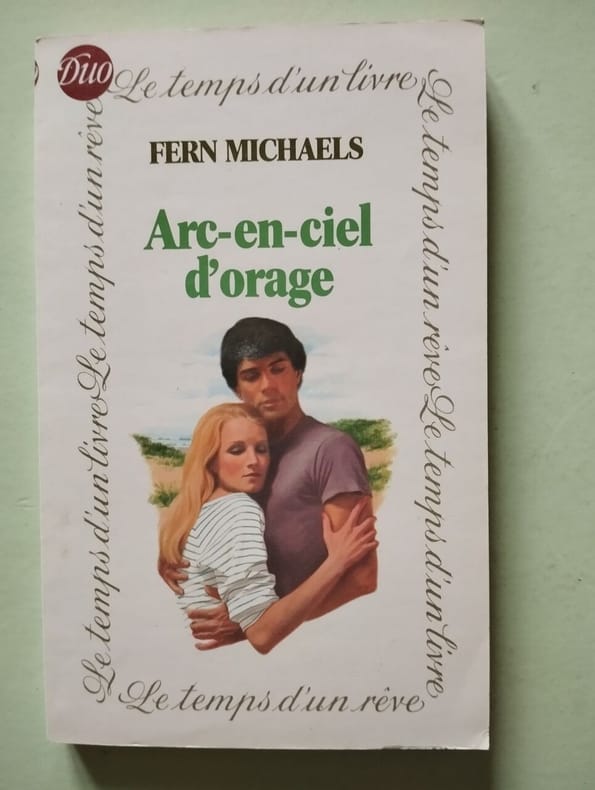 Duo
Le temps d'un livre
FERN MICHAELS
Arc-en-ciel
d'orage
Le temps d'un livre Le temps d'un rêve
Le temps d'un rêve Le temps d'un livre
Le temps d'un rêve